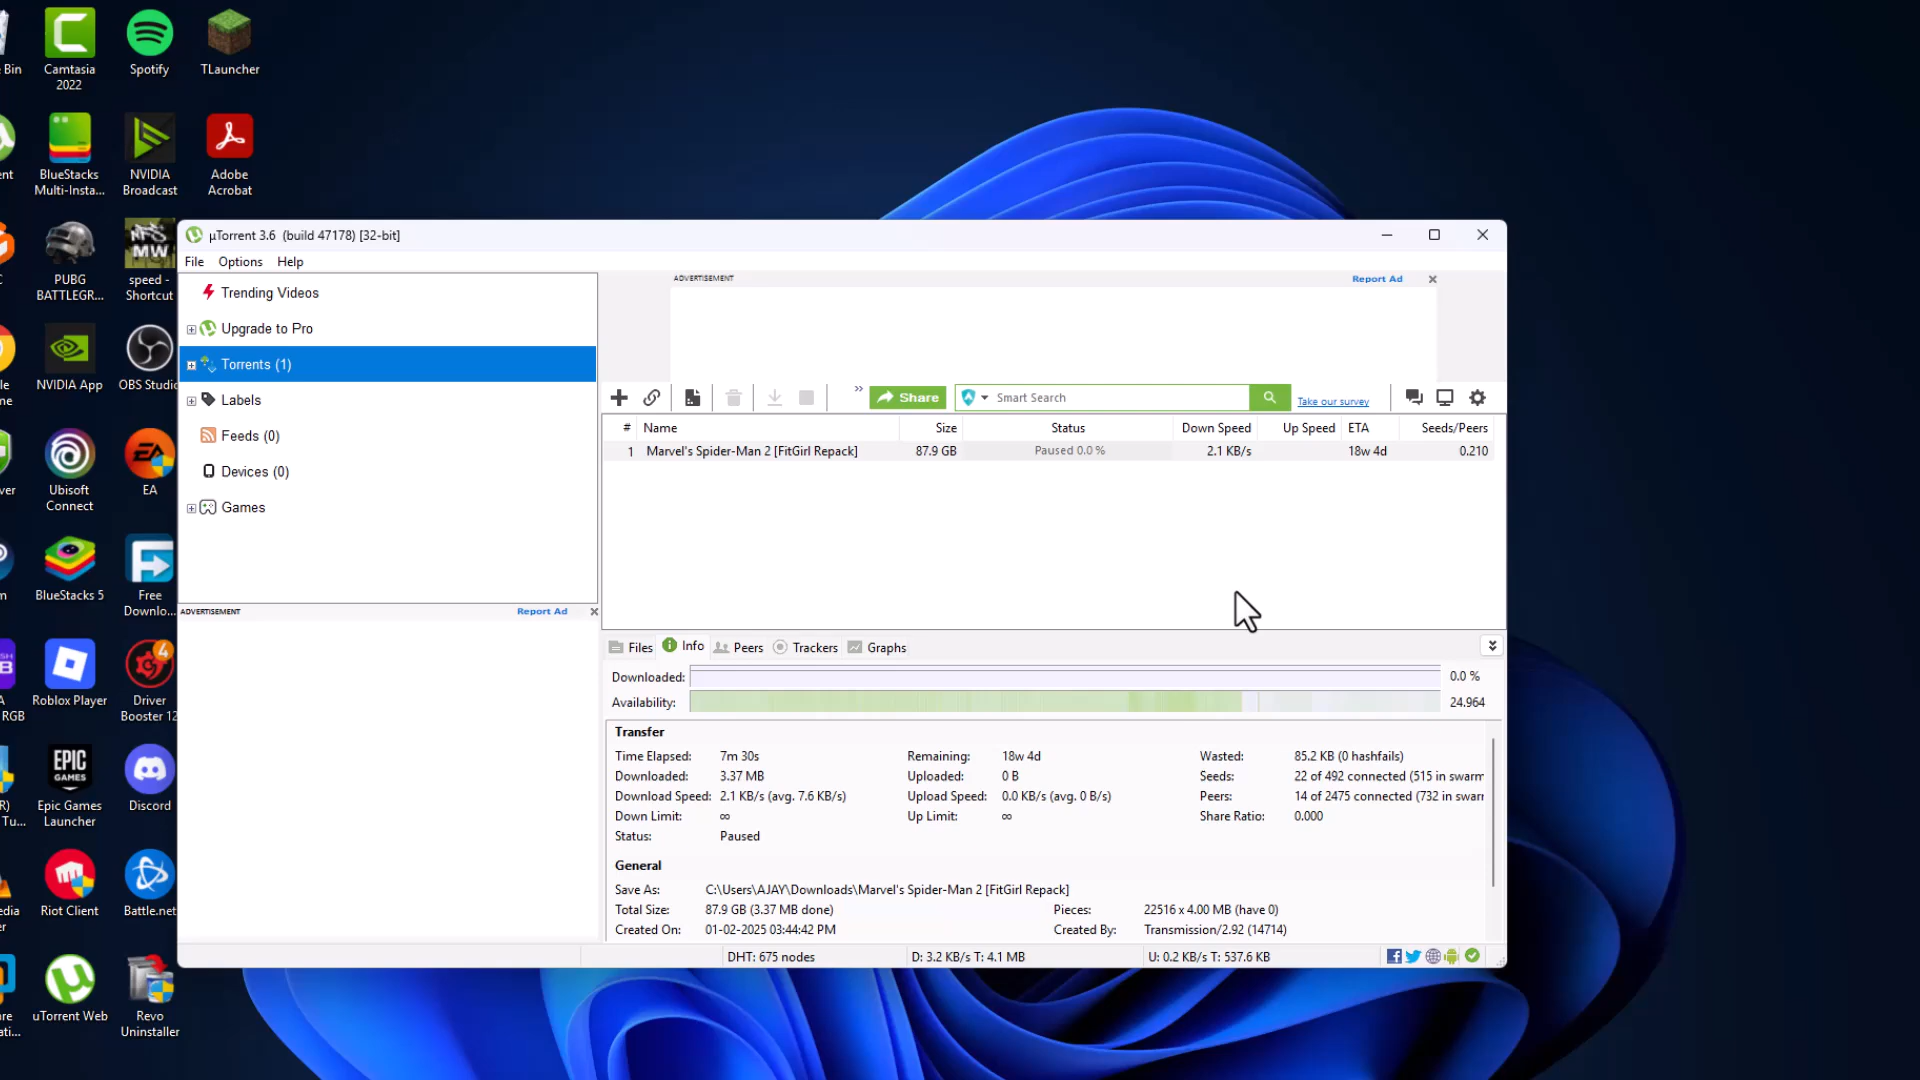 Bin
Camtasia
2022
Spotify
TLauncher
ent
BlueStacks
Multi-Insta...
NVIDIA
Broadcast
Adobe
Acrobat
C
PUBG
BATTLEGR...
speed -
Shortcut
NFS
MW
le
me
NVIDIA App
OBS Studio
ver
Ubisoft
Connect
EA
m
BlueStacks 5
Free
Downlo...
A
RGB
Roblox Player
Driver
Booster 12
4
R)
Tu...
EPIC
GAMES
Epic Games
Launcher
Discord
edia
er
Riot Client
Battle.net
are
ati...
uTorrent Web
Revo
Uninstaller
µTorrent 3.6 (build 47178) [32-bit]
File Options Help
Trending Videos
Upgrade to Pro
Torrents (1)
Labels
Feeds (0)
Devices (0)
Games
ADVERTISEMENT Report Ad
ADVERTISEMENT Report Ad
Share Smart Search Take our survey
# Name Size Status Down Speed Up Speed ETA Seeds/Peers
1 Marvel's Spider-Man 2 [FitGirl Repack] 87.9 GB Paused 0.0 % 2.1 KB/s 18w 4d 0.210
Files Info Peers Trackers Graphs
Downloaded: 0.0 %
Availability: 24.964
Transfer
Time Elapsed: 7m 30s Remaining: 18w 4d Wasted: 85.2 KB (0 hashfails)
Downloaded: 3.37 MB Uploaded: 0 B Seeds: 22 of 492 connected (515 in swarm
Download Speed: 2.1 KB/s (avg. 7.6 KB/s) Upload Speed: 0.0 KB/s (avg. 0 B/s) Peers: 14 of 2475 connected (732 in swar
Down Limit: ∞ Up Limit: ∞ Share Ratio: 0.000
Status: Paused
General
Save As: C:\Users\AJAY\Downloads\Marvel's Spider-Man 2 [FitGirl Repack]
Total Size: 87.9 GB (3.37 MB done) Pieces: 22516 x 4.00 MB (have 0)
Created On: 01-02-2025 03:44:42 PM Created By: Transmission/2.92 (14714)
DHT: 675 nodes D: 3.2 KB/s T: 4.1 MB U: 0.2 KB/s T: 537.6 KB